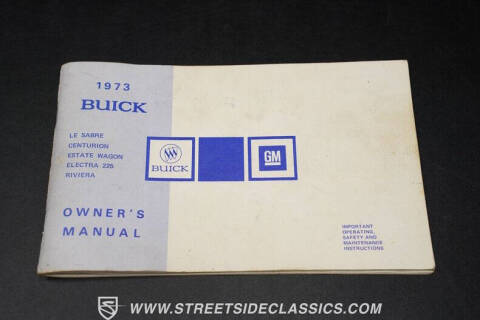 1973
BUICK
LE SABRE
CENTURION
ESTATE WAGON
ELECTRA 225
RIVIERA
BUICK
GM
OWNER'S
MANUAL
IMPORTANT
OPERATING,
SAFETY AND
MAINTENANCE
INSTRUCTIONS
WWW.STREETSIDECLASSICS.COM